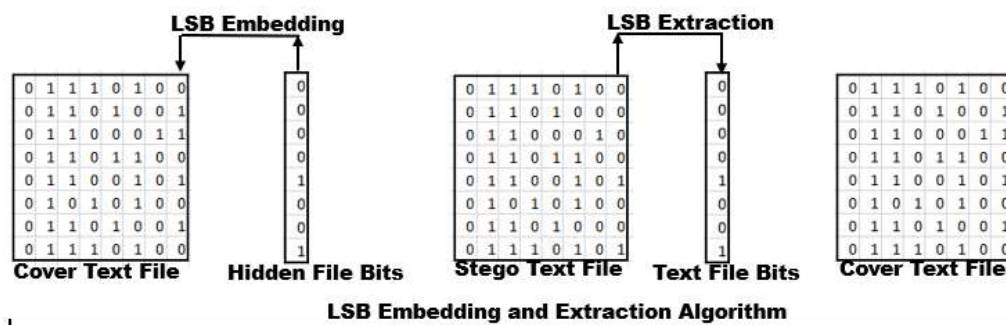 LSB Embedding LSB Extraction
0 1 1 1 0 1 0 0 0 0 1 1 1 0 1 0 0 0 0 1 1 1 0 1 0 0
0 1 1 0 1 0 0 1 0 0 1 1 0 1 0 0 0 0 0 1 1 0 1 0 0 1
0 1 1 0 0 0 1 1 0 0 1 1 0 0 0 1 0 0 0 1 1 0 0 0 1 1
0 1 1 0 1 1 0 0 0 0 1 1 0 1 1 0 0 0 0 1 1 0 1 1 0 0
0 1 1 0 0 1 0 1 1 0 1 1 0 0 1 0 1 1 0 1 1 0 0 1 0 1
0 1 0 1 0 1 0 0 0 0 1 0 1 0 1 0 0 0 0 1 0 1 0 1 0 0
0 1 1 0 1 0 0 1 0 0 1 1 0 1 0 0 0 0 0 1 1 0 1 0 0 1
0 1 1 1 0 1 0 0 1 0 1 1 1 0 1 0 1 1 0 1 1 1 0 1 0 0
Cover Text File Hidden File Bits Stego Text File Text File Bits Cover Text File
LSB Embedding and Extraction Algorithm